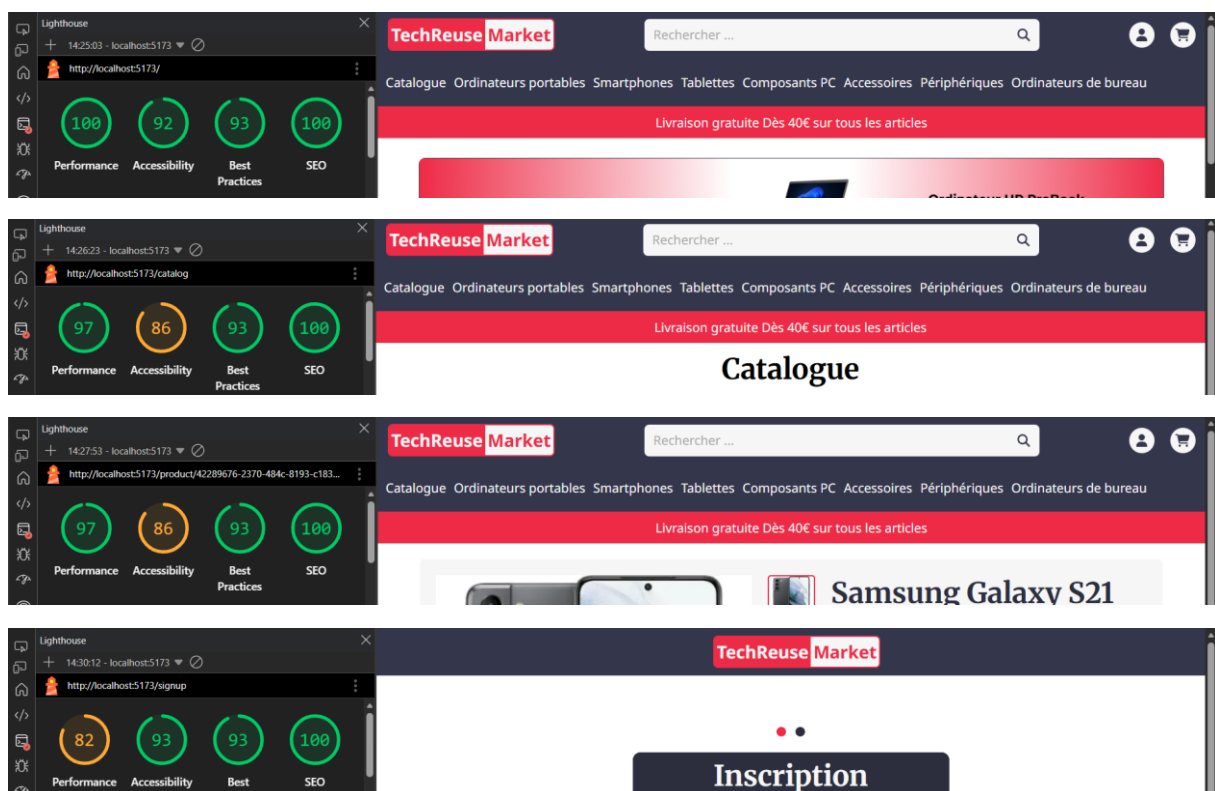 Lighthouse
14:25:03 - localhost:5173
http://localhost:5173/
100 92 93 100
Performance Accessibility Best Practices SEO
TechReuse Market
Rechercher ...
Catalogue Ordinateurs portables Smartphones Tablettes Composants PC Accessoires Périphériques Ordinateurs de bureau
Livraison gratuite Dès 40€ sur tous les articles
Ordinateur HP ProBook
Lighthouse
14:26:23 - localhost:5173
http://localhost:5173/catalog
97 86 93 100
Performance Accessibility Best Practices SEO
TechReuse Market
Rechercher ...
Catalogue Ordinateurs portables Smartphones Tablettes Composants PC Accessoires Périphériques Ordinateurs de bureau
Livraison gratuite Dès 40€ sur tous les articles
Catalogue
Lighthouse
14:27:53 - localhost:5173
http://localhost:5173/product/42289676-2370-484c-8193-c183...
97 86 93 100
Performance Accessibility Best Practices SEO
TechReuse Market
Rechercher ...
Catalogue Ordinateurs portables Smartphones Tablettes Composants PC Accessoires Périphériques Ordinateurs de bureau
Livraison gratuite Dès 40€ sur tous les articles
Samsung Galaxy S21
Lighthouse
14:30:12 - localhost:5173
http://localhost:5173/signup
82 93 93 100
Performance Accessibility Best SEO
TechReuse Market
Inscription